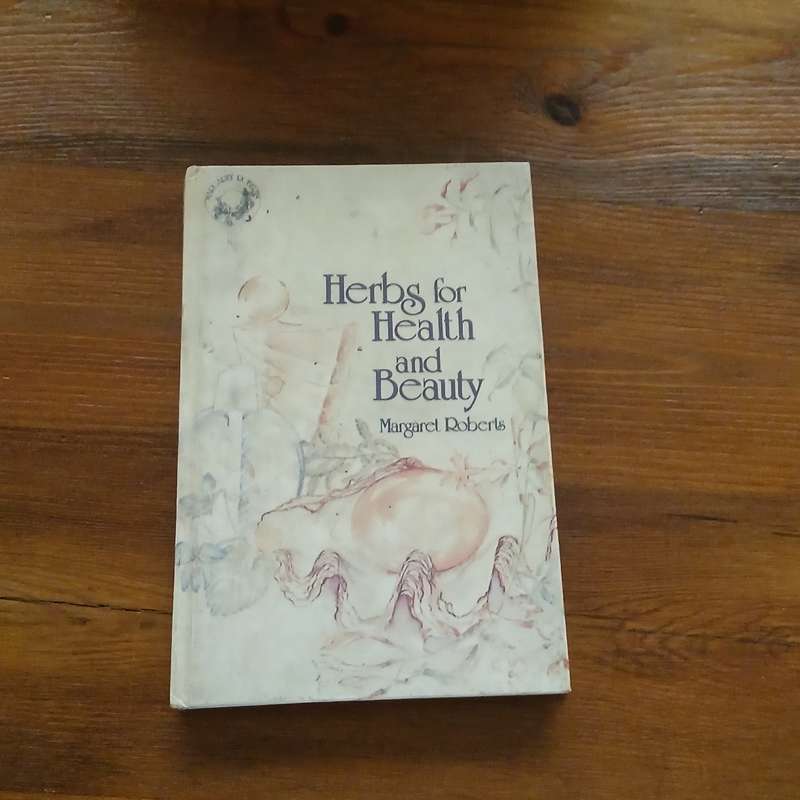 Herbs for
Health
and
Beauty
Margaret Roberts